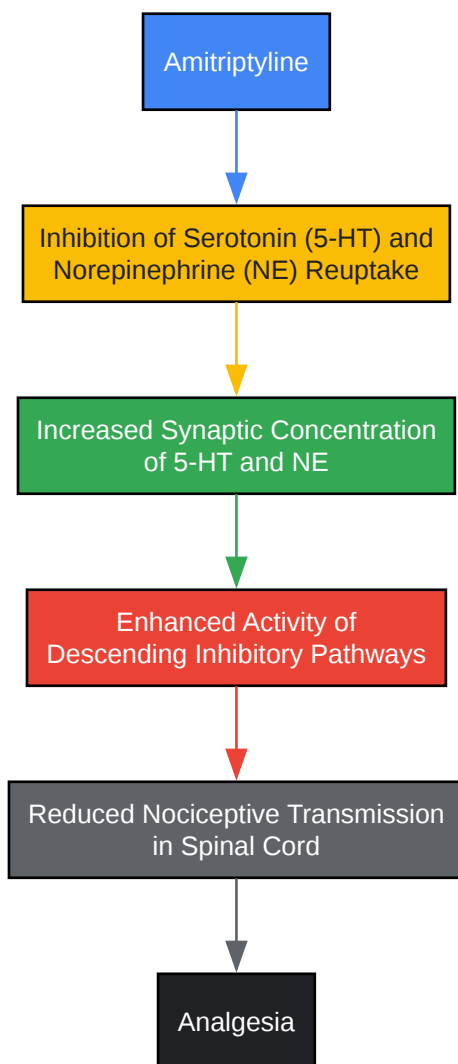 Amitriptyline
Inhibition of Serotonin (5-HT) and
Norepinephrine (NE) Reuptake
Increased Synaptic Concentration
of 5-HT and NE
Enhanced Activity of
Descending Inhibitory Pathways
Reduced Nociceptive Transmission
in Spinal Cord
Analgesia